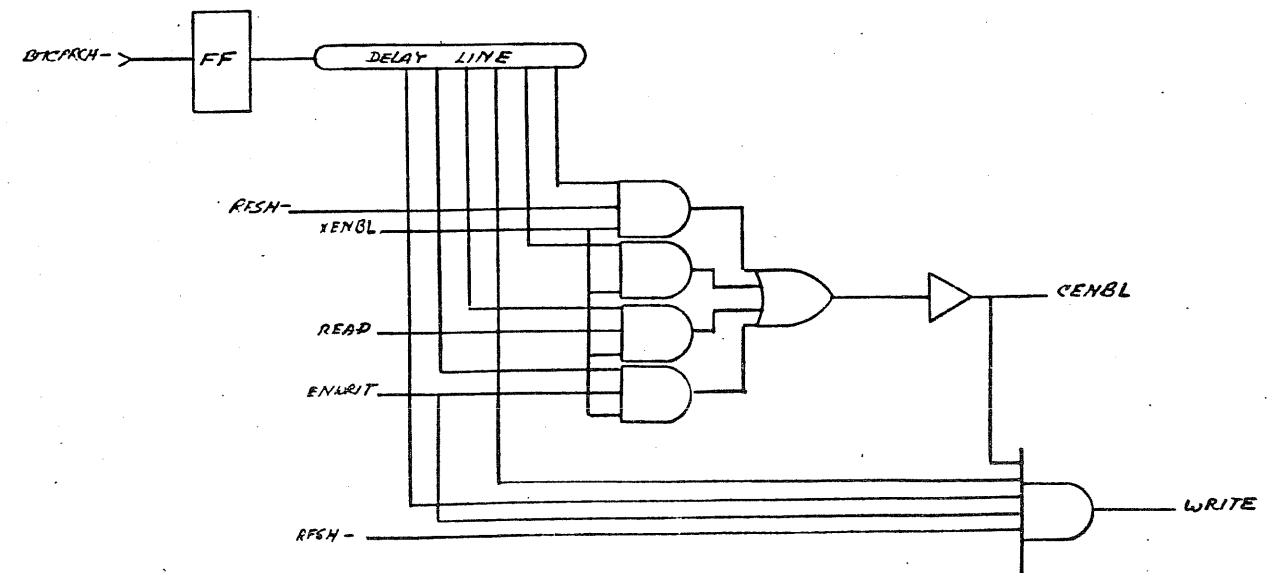 FF
DELAY LINE
RFSH-
XENBL
CENBL
READ
ENWRIT
WRITE
RFSH-